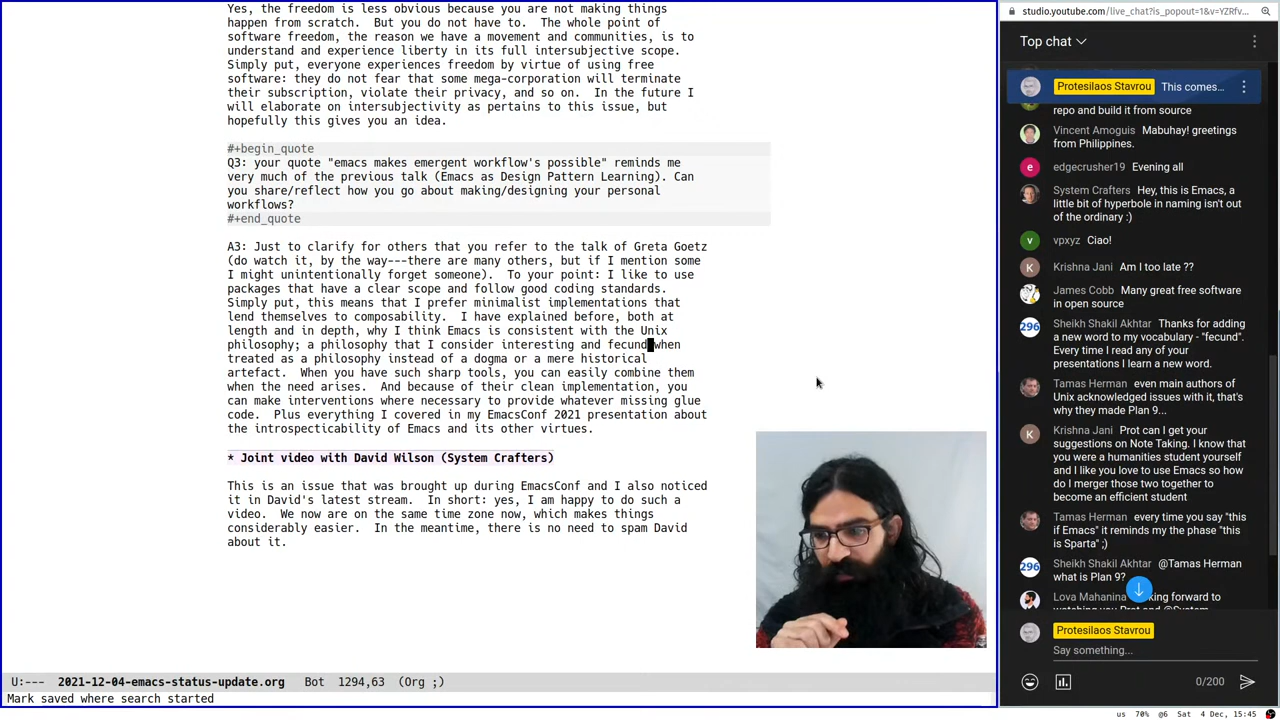 Yes, the freedom is less obvious because you are not making things
happen from scratch.  But you do not have to.  The whole point of
software freedom, the reason we have a movement and communities, is to
understand and experience liberty in its full intersubjective scope.
Simply put, everyone experiences freedom by virtue of using free
software: they do not fear that some mega-corporation will terminate
their subscription, violate their privacy, and so on.  In the future I
will elaborate on intersubjectivity as pertains to this issue, but
hopefully this gives you an idea.
#+begin_quote
Q3: your quote "emacs makes emergent workflow's possible" reminds me
very much of the previous talk (Emacs as Design Pattern Learning). Can
you share/reflect how you go about making/designing your personal
workflows?
#+end_quote
A3: Just to clarify for others that you refer to the talk of Greta Goetz
(do watch it, by the way---there are many others, but if I mention some
I might unintentionally forget someone).  To your point: I like to use
packages that have a clear scope and follow good coding standards.
Simply put, this means that I prefer minimalist implementations that
lend themselves to composability.  I have explained before, both at
length and in depth, why I think Emacs is consistent with the Unix
philosophy; a philosophy that I consider interesting and fecund when
treated as a philosophy instead of a dogma or a mere historical
artefact.  When you have such sharp tools, you can easily combine them
when the need arises.  And because of their clean implementation, you
can make interventions where necessary to provide whatever missing glue
code.  Plus everything I covered in my EmacsConf 2021 presentation about
the introspecticability of Emacs and its other virtues.
* Joint video with David Wilson (System Crafters)
This is an issue that was brought up during EmacsConf and I also noticed
it in David's latest stream.  In short: yes, I am happy to do such a
video.  We now are on the same time zone now, which makes things
considerably easier.  In the meantime, there is no need to spam David
about it.
U:---  2021-12-04-emacs-status-update.org   Bot  1294,63  (Org ;)
Mark saved where search started
studio.youtube.com/live_chat?is_popout=1&v=YZRfv...
Top chat
Protesilaos Stavrou This comes...
repo and build it from source
Vincent Amoguis Mabuhay! greetings
from Philippines.
e edgecrusher19 Evening all
System Crafters Hey, this is Emacs, a
little bit of hyperbole in naming isn't out
of the ordinary :)
v vpxyz Ciao!
K Krishna Jani Am I too late ??
James Cobb Many great free software
in open source
296 Sheikh Shakil Akhtar Thanks for adding
a new word to my vocabulary - "fecund".
Every time I read any of your
presentations I learn a new word.
Tamas Herman even main authors of
Unix acknowledged issues with it, that's
why they made Plan 9...
K Krishna Jani Prot can I get your
suggestions on Note Taking. I know that
you were a humanities student yourself
and I like you love to use Emacs so how
do I merge those two together to
become an efficient student
Tamas Herman every time you say "this
if Emacs" it reminds my the phase "this
is Sparta" ;)
296 Sheikh Shakil Akhtar @Tamas Herman
what is Plan 9?
Lova Mahanina forward to
Protesilaos Stavrou
Say something...
0/200
us 70% @6 Sat 4 Dec, 15:45